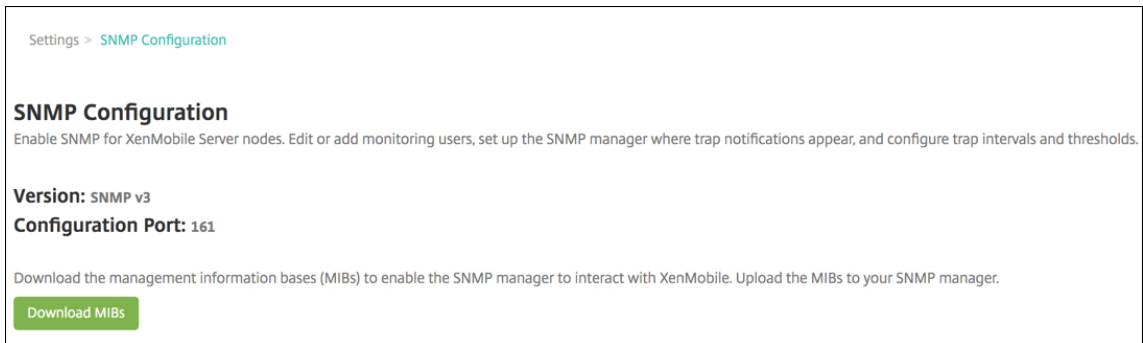 Settings > SNMP Configuration
SNMP Configuration
Enable SNMP for XenMobile Server nodes. Edit or add monitoring users, set up the SNMP manager where trap notifications appear, and configure trap intervals and thresholds.
Version: SNMP v3
Configuration Port: 161
Download the management information bases (MIBs) to enable the SNMP manager to interact with XenMobile. Upload the MIBs to your SNMP manager.
Download MIBs